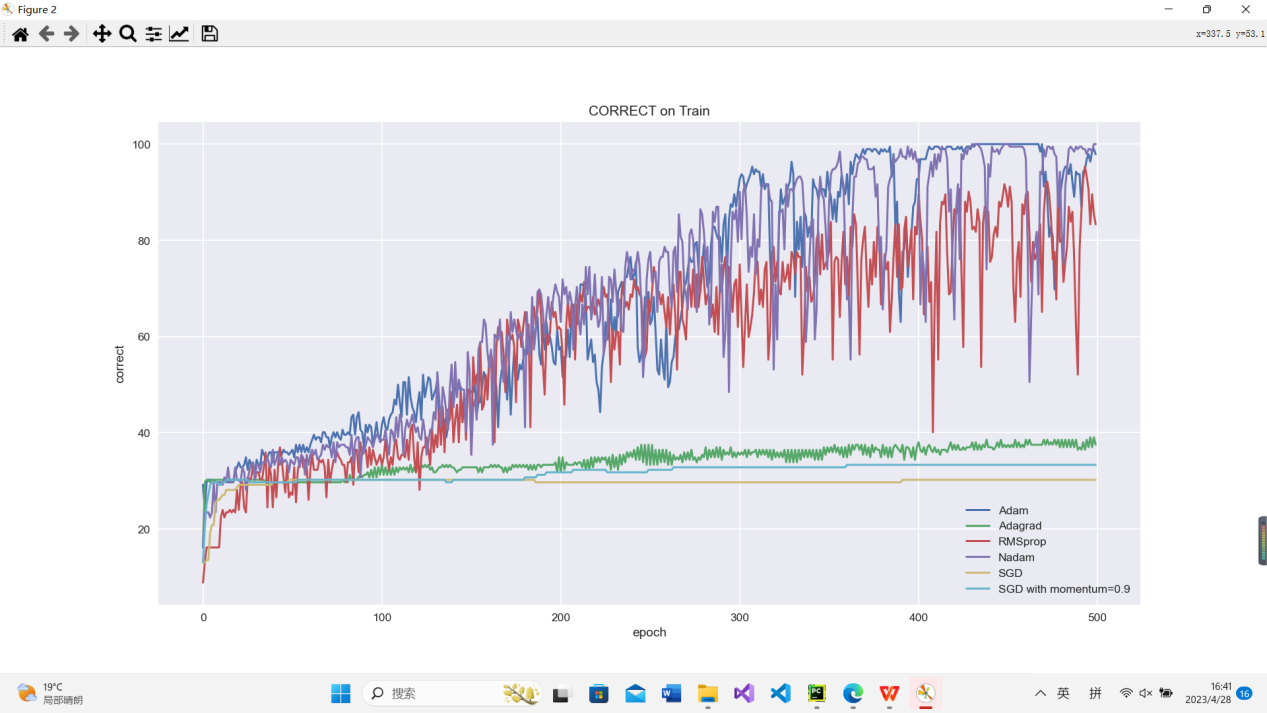 Figure 2
x=337.5 y=53.1
CORRECT on Train
100
80
60
40
20
correct
0
100
200
300
400
500
epoch
Adam
Adagrad
RMSprop
Nadam
SGD
SGD with momentum=0.9
19°C
局部晴朗
搜索
W
PC
W
英
拼
16:41
2023/4/28
16